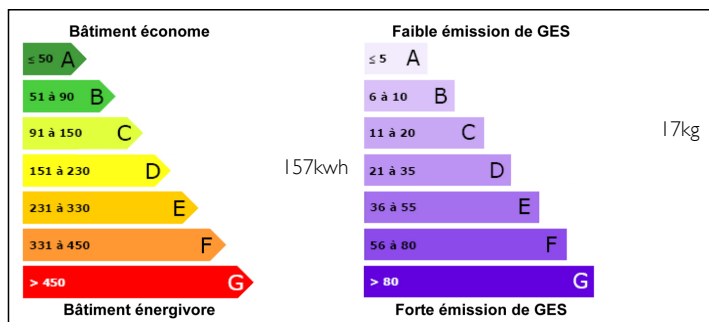 Bâtiment économe
≤ 50 A
51 à 90 B
91 à 150 C
151 à 230 D
231 à 330 E
331 à 450 F
> 450 G
Bâtiment énergivore
157kwh
Faible émission de GES
≤ 5 A
6 à 10 B
11 à 20 C
21 à 35 D
36 à 55 E
56 à 80 F
> 80 G
Forte émission de GES
17kg